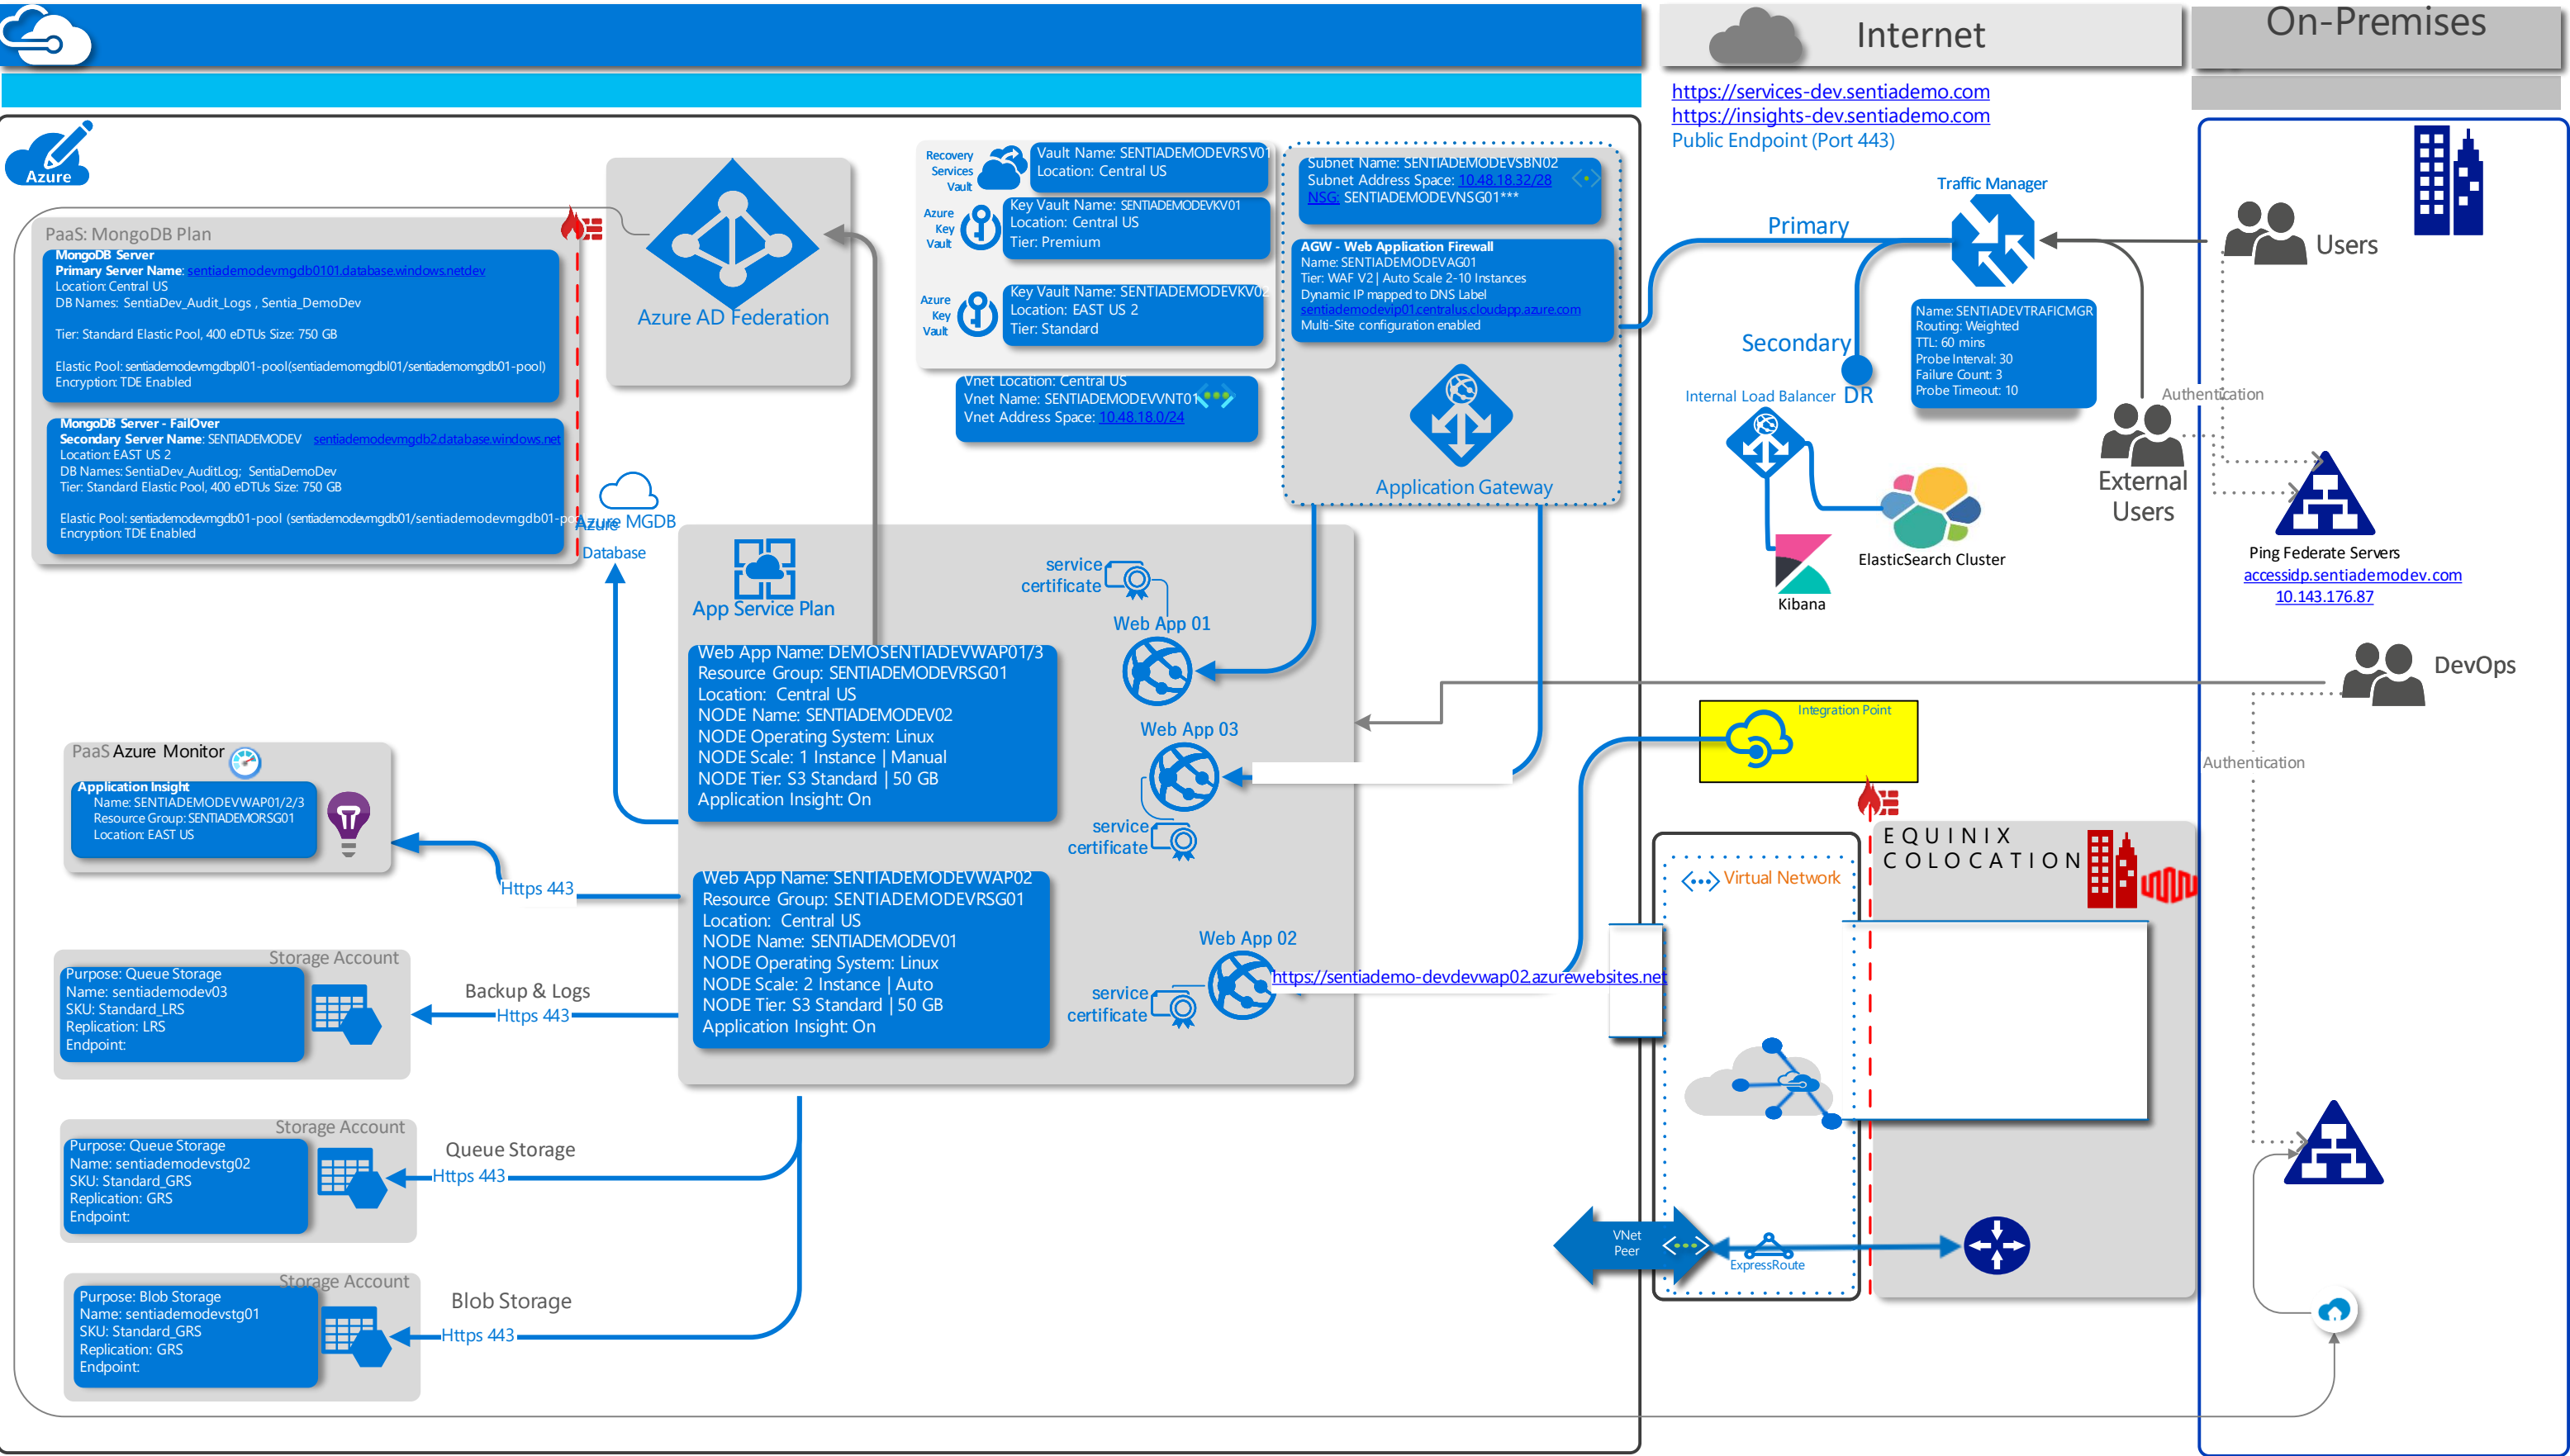 Internet
On-Premises
https://services-dev.sentiademo.com
https://insights-dev.sentiademo.com
Public Endpoint (Port 443)
Azure
PaaS: MongoDB Plan
MongoDB Server
Primary Server Name: sentiademodevmgdb0101.database.windows.netdev
Location: Central US
DB Names: SentiaDev_Audit_Logs , Sentia_DemoDev
Tier: Standard Elastic Pool, 400 eDTUs Size: 750 GB
Elastic Pool: sentiademodevmgdbpl01-pool(sentiademomgdbl01/sentiademomgdb01-pool)
Encryption: TDE Enabled
MongoDB Server - FailOver
Secondary Server Name: SENTIADEMODEV sentiademodevmgdb2.database.windows.net
Location: EAST US 2
DB Names: SentiaDev_AuditLog; SentiaDemoDev
Tier: Standard Elastic Pool, 400 eDTUs Size: 750 GB
Elastic Pool: sentiademodevmgdb01-pool (sentiademodevmgdb01/sentiademodevmgdb01-po
Encryption: TDE Enabled
Azure AD Federation
Azure MGDB
Azure
Database
Recovery
Services
Vault
Vault Name: SENTIADEMODEVRSV01
Location: Central US
Azure
Key
Vault
Key Vault Name: SENTIADEMODEVKV01
Location: Central US
Tier: Premium
Azure
Key
Vault
Key Vault Name: SENTIADEMODEVKV02
Location: EAST US 2
Tier: Standard
Vnet Location: Central US
Vnet Name: SENTIADEMODEVVNT01
Vnet Address Space: 10.48.18.0/24
Subnet Name: SENTIADEMODEVSBN02
Subnet Address Space: 10.48.18.32/28
NSG: SENTIADEMODEVNSG01***
AGW - Web Application Firewall
Name: SENTIADEMODEVAG01
Tier: WAF V2 | Auto Scale 2-10 Instances
Dynamic IP mapped to DNS Label
sentiademodevip01.centralus.cloudapp.azure.com
Multi-Site configuration enabled
Application Gateway
Primary
Secondary
DR
Traffic Manager
Name: SENTIADEVTRAFICMGR
Routing: Weighted
TTL: 60 mins
Probe Interval: 30
Failure Count: 3
Probe Timeout: 10
Internal Load Balancer
ElasticSearch Cluster
Kibana
Users
Authentication
External
Users
Ping Federate Servers
accessidp.sentiademodev.com
10.143.176.87
DevOps
Authentication
App Service Plan
Web App Name: DEMOSENTIADEVWAP01/3
Resource Group: SENTIADEMODEVRSG01
Location: Central US
NODE Name: SENTIADEMODEV02
NODE Operating System: Linux
NODE Scale: 1 Instance | Manual
NODE Tier: S3 Standard | 50 GB
Application Insight: On
Web App Name: SENTIADEMODEVWAP02
Resource Group: SENTIADEMODEVRSG01
Location: Central US
NODE Name: SENTIADEMODEV01
NODE Operating System: Linux
NODE Scale: 2 Instance | Auto
NODE Tier: S3 Standard | 50 GB
Application Insight: On
service
certificate
Web App 01
Web App 03
service
certificate
Web App 02
service
certificate
https://sentiademo-devdevwap02.azurewebsites.net
Integration Point
PaaS Azure Monitor
Application Insight
Name: SENTIADEMODEVWAP01/2/3
Resource Group: SENTIADEMORSG01
Location: EAST US
Https 443
Storage Account
Purpose: Queue Storage
Name: sentiademodev03
SKU: Standard_LRS
Replication: LRS
Endpoint:
Backup & Logs
Https 443
Storage Account
Purpose: Queue Storage
Name: sentiademodevstg02
SKU: Standard_GRS
Replication: GRS
Endpoint:
Queue Storage
Https 443
Storage Account
Purpose: Blob Storage
Name: sentiademodevstg01
SKU: Standard_GRS
Replication: GRS
Endpoint:
Blob Storage
Https 443
Virtual Network
EQUINIX
COLOCATION
VNet
Peer
ExpressRoute